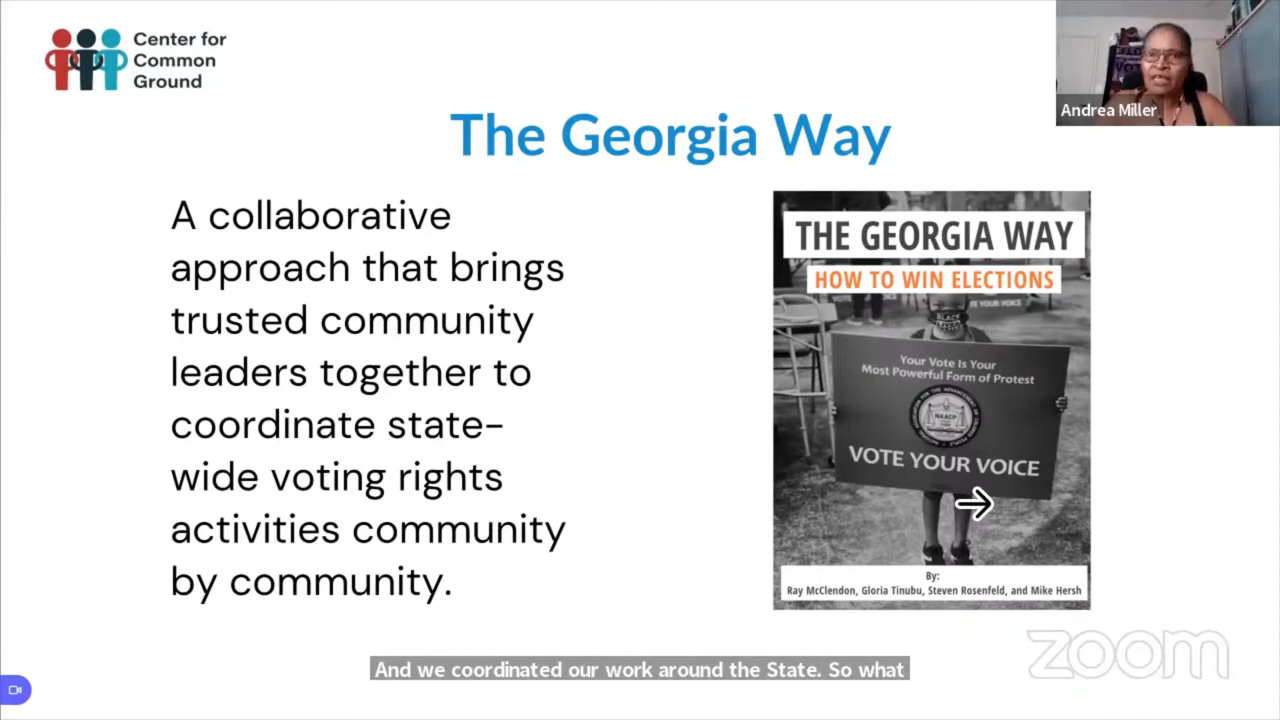 Center for
Common
Ground
Andrea Miller
The Georgia Way
A collaborative
approach that brings
trusted community
leaders together to
coordinate state-
wide voting rights
activities community
by community.
THE GEORGIA WAY
HOW TO WIN ELECTIONS
YOUR VOICE
Your Vote Is Your
Most Powerful Form of Protest
NAACP
VOTE YOUR VOICE
By:
Ray McClendon, Gloria Tinubu, Steven Rosenfeld, and Mike Hersh
And we coordinated our work around the State. So what
zoom